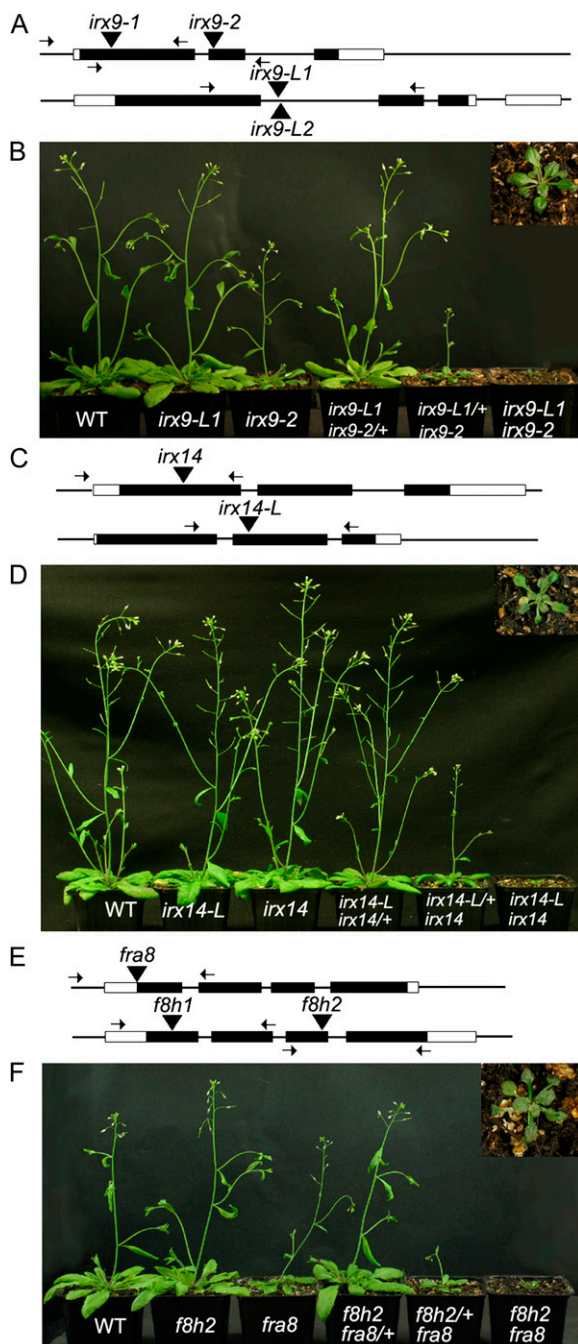 A
irx9-1 irx9-2
irx9-L1
irx9-L2
B
WT irx9-L1 irx9-2 irx9-L1 irx9-L1/+ irx9-L1
irx9-2/+ irx9-2 irx9-2
C
irx14
irx14-L
D
WT irx14-L irx14 irx14-L irx14-L/+ irx14-L
irx14/+ irx14 irx14
E
fra8
f8h1 f8h2
F
WT f8h2 fra8 f8h2 f8h2/+ f8h2
fra8/+ fra8 fra8